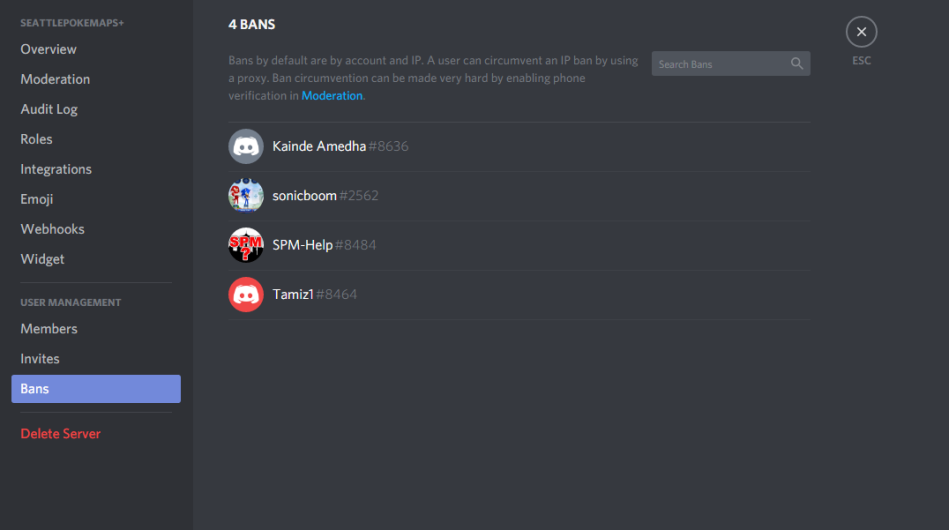 SEATTLEPOKEMAPS+
Overview
Moderation
Audit Log
Roles
Integrations
Emoji
Webhooks
Widget
USER MANAGEMENT
Members
Invites
Bans
Delete Server
4 BANS
Bans by default are by account and IP. A user can circumvent an IP ban by using
a proxy. Ban circumvention can be made very hard by enabling phone
verification in Moderation.
Search Bans
Kainde Amedha#8636
sonicboom#2562
SPM
?
SPM-Help#8484
Tamiz1#8464
ESC